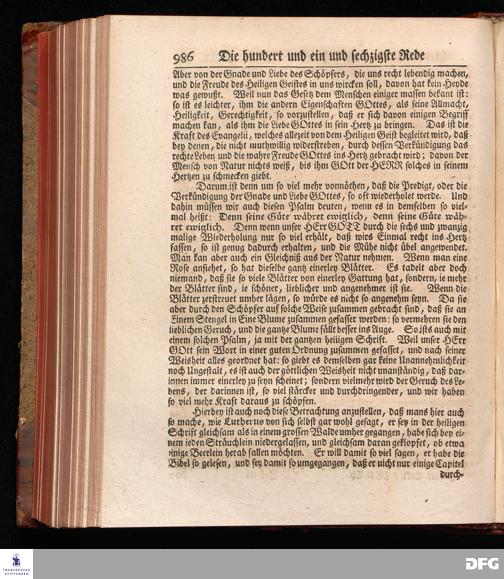 986 Die hundert und ein und sechzigste Rede
Aber von der Gnade und Liebe des Schöpfers, die uns recht lebendig machen,
und die Freude des Heiligen Geistes in uns wircken soll, davon hat kein Heyde
was gewußt. Weil nun das Gesetz dem Menschen einiger massen bekant ist:
so ist es leichter, ihm die andern Eigenschaften GOttes, als seine Allmacht,
Heiligkeit, Gerechtigkeit, so vorzustellen, daß er sich davon einigen Begriff
machen kan, als ihm die Liebe GOttes in sein Hertz zu bringen. Das ist die
Kraft des Evangelii, welches allezeit von dem Heiligen Geist begleitet wird, daß
bey denen, die nicht muthwillig widerstreben, durch dessen Verkündigung das
rechte Leben und die wahre Freude GOttes ins Hertz gebracht wird; davon der
Mensch von Natur nichts weiß, bis ihm GOtt der HERR solches in seinem
Hertzen zu schmecken giebt.
Darum ist denn um so viel mehr vonnöthen, daß die Predigt, oder die
Verkündigung der Gnade und Liebe GOttes, so oft wiederholet werde. Und
dahin müssen wir auch diesen Psalm deuten, wenn es in demselben so viel-
mal heißt: Denn seine Güte währet ewiglich, denn seine Güte wäh-
ret ewiglich. Denn wenn unser HErr GOTT durch die sechs und zwanzig
malige Wiederholung nur so viel erhält, daß wirs Einmal recht ins Hertz
fassen, so ist genug dadurch erhalten, und die Mühe nicht übel angewendet.
Man kan aber auch ein Gleichniß aus der Natur nehmen. Wenn man eine
Rose ansiehet, so hat dieselbe gantz einerley Blätter. Es tadelt aber doch
niemand, daß sie so viele Blätter von einerley Gattung hat, sondern, ie mehr
der Blätter sind, ie schöner, lieblicher und angenehmer ist sie. Wenn die
Blätter zerstreuet umher lägen, so würde es nicht so angenehm seyn. Da sie
aber durch den Schöpfer auf solche Weise zusammen gebracht sind, daß sie an
Einem Stengel in Eine Blume zusammen gefasset werden: so vermehren sie den
lieblichen Geruch, und die gantze Blume fällt besser ins Auge. So ists auch mit
einem solchen Psalm, ja mit der gantzen heiligen Schrift. Weil unser HErr
GOtt sein Wort in einer guten Ordnung zusammen gefasset, und nach seiner
Weisheit alles geordnet hat: so giebt es demselben gar keine Unannehmlichkeit
noch Ungestalt, es ist auch der göttlichen Weisheit nicht unanständig, daß dar-
innen immer einerley zu seyn scheinet; sondern vielmehr wird der Geruch des Le-
bens, der darinnen ist, so viel stärcker und durchdringender, und wir haben
so viel mehr Kraft daraus zu schöpfen.
Hierbey ist auch noch diese Betrachtung anzustellen, daß mans hier auch
so mache, wie Lutherus von sich selbst gar wohl gesagt, er sey in der heiligen
Schrift gleichsam als in einem grossen Walde umher gegangen, habe sich bey ei-
nem ieden Sträuchlein niedergelassen, und gleichsam daran geklopfet, ob etwa
einige Beerlein herab fallen möchten. Er will damit so viel sagen, er habe die
Bibel so gelesen, und sey damit so umgegangen, daß er nicht nur einige Capitel
durch-
FRANCKESCHE
STIFTUNGEN
DFG